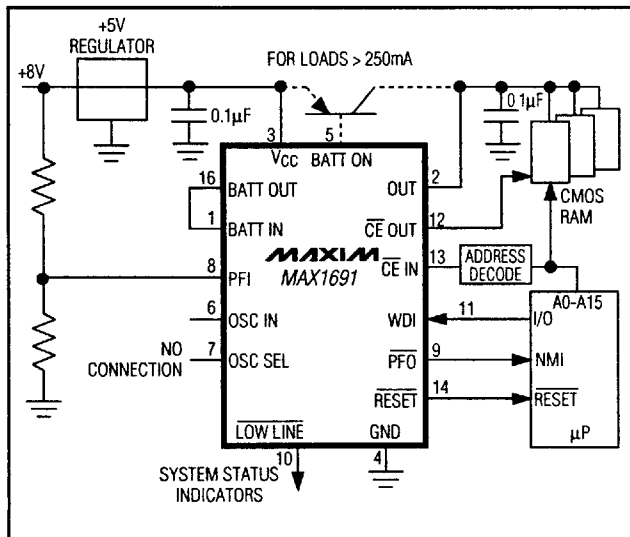 +5V
REGULATOR
+8V
FOR LOADS > 250mA
0.1µF
0.1µF
3
5
VCC
BATT ON
16
BATT OUT
OUT
2
1
BATT IN
CE OUT
12
CMOS
RAM
MAXIM
MAX1691
8
PFI
CE IN
13
ADDRESS
DECODE
A0-A15
6
OSC IN
WDI
11
I/O
NO
CONNECTION
7
OSC SEL
PFO
9
NMI
RESET
14
RESET
µP
LOW LINE
GND
10
4
SYSTEM STATUS
INDICATORS